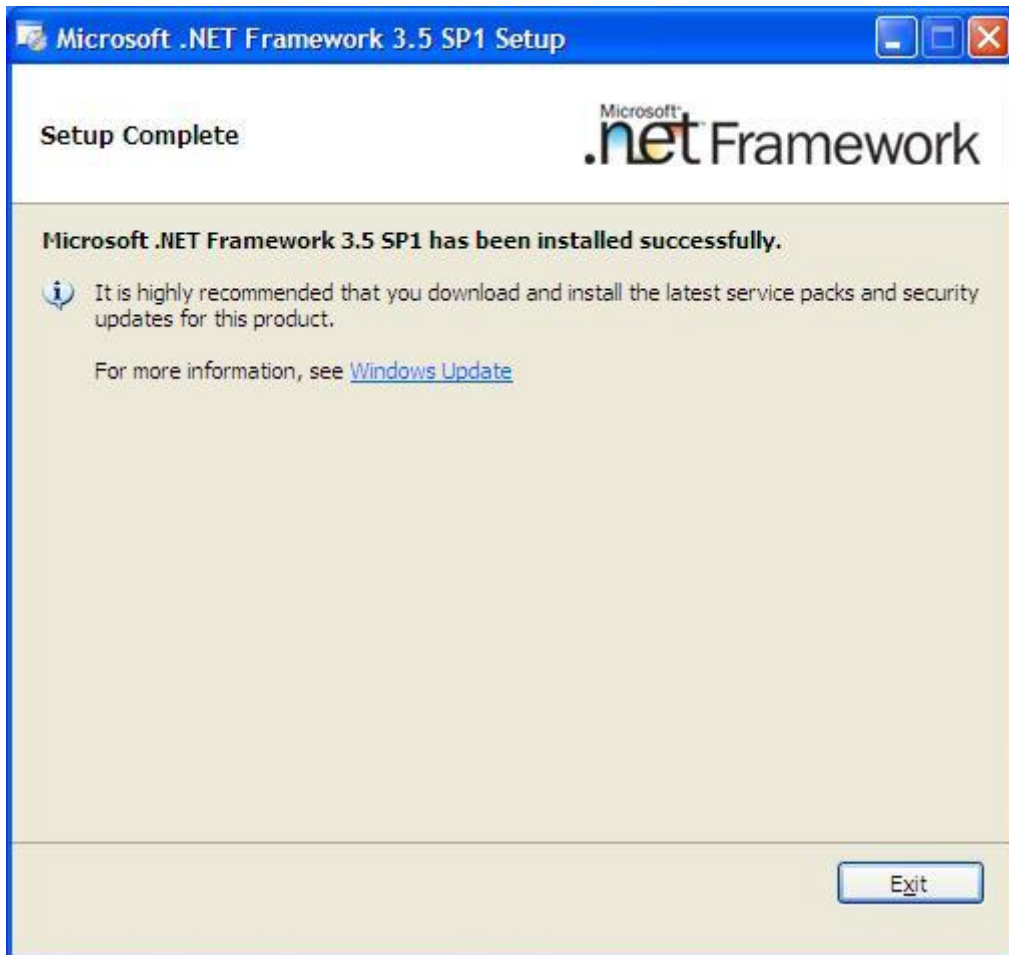 Microsoft .NET Framework 3.5 SP1 Setup
Setup Complete
Microsoft
.net Framework
Microsoft .NET Framework 3.5 SP1 has been installed successfully.
It is highly recommended that you download and install the latest service packs and security
updates for this product.
For more information, see Windows Update
Exit